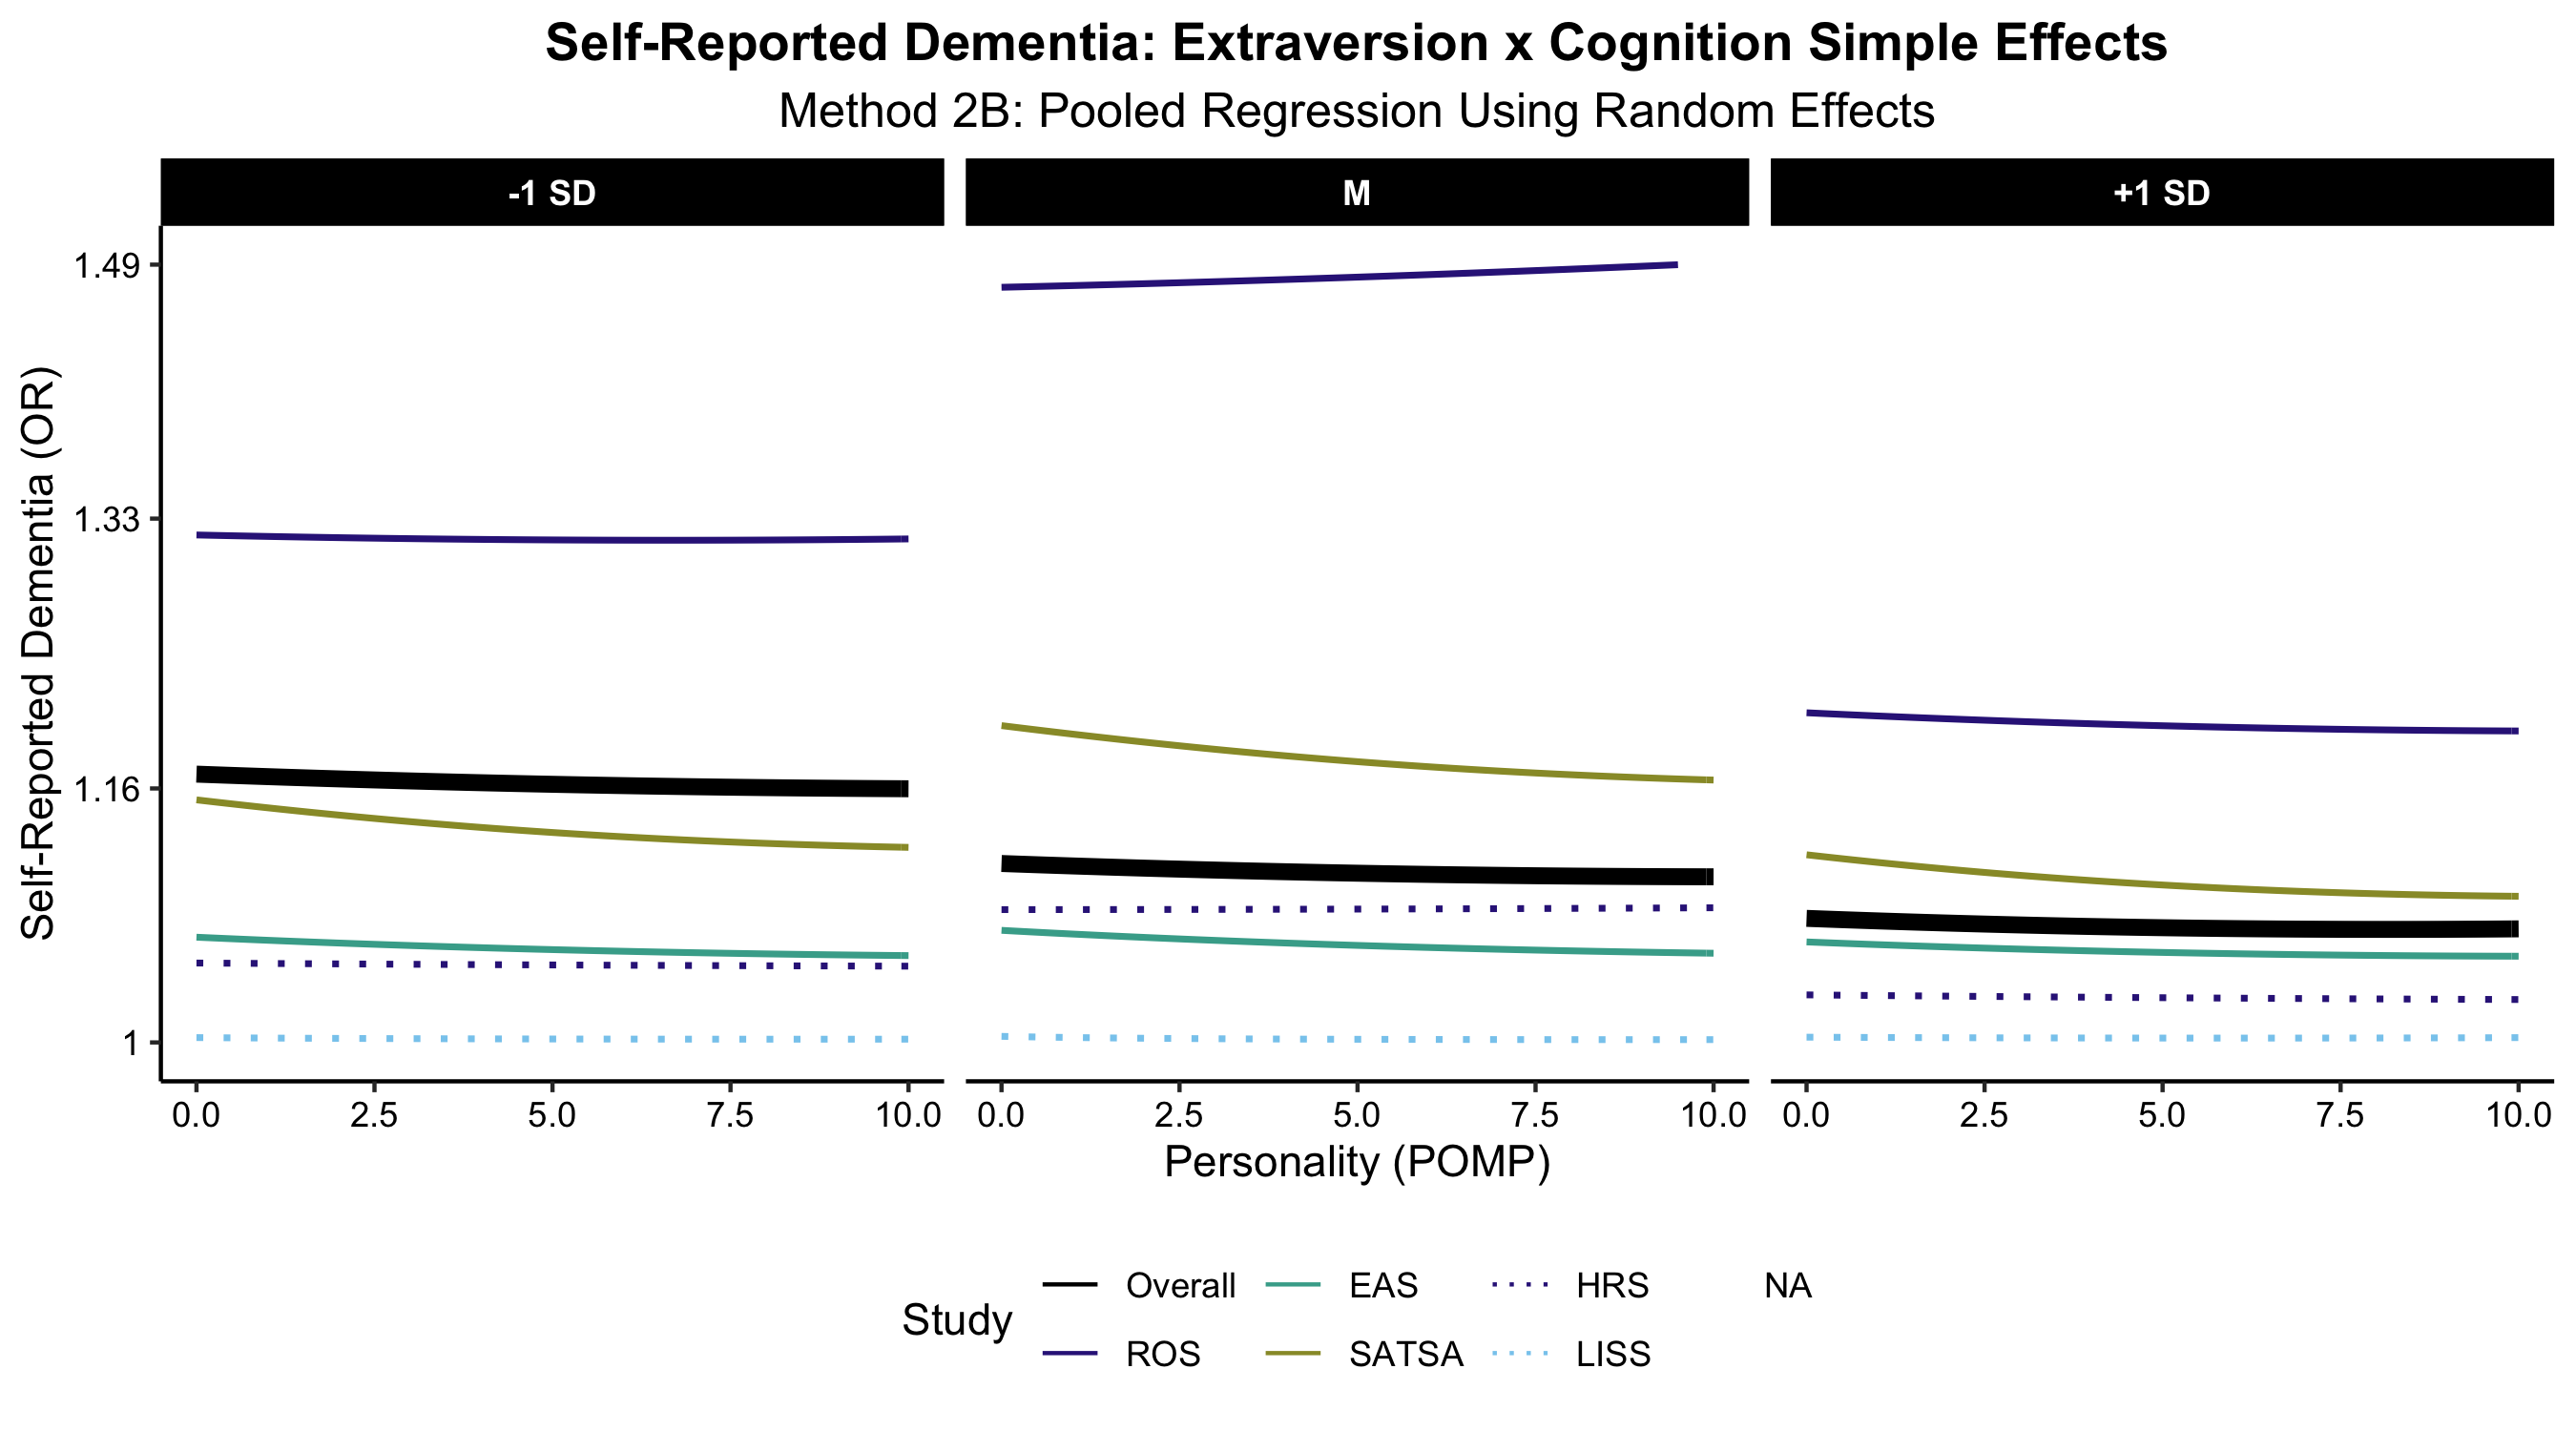 Self-Reported Dementia: Extraversion x Cognition Simple Effects
Method 2B: Pooled Regression Using Random Effects
-1 SD M +1 SD
Self-Reported Dementia (OR)
1.49
1.33
1.16
1
0.0 2.5 5.0 7.5 10.0 0.0 2.5 5.0 7.5 10.0 0.0 2.5 5.0 7.5 10.0
Personality (POMP)
Study
Overall EAS HRS NA
ROS SATSA LISS